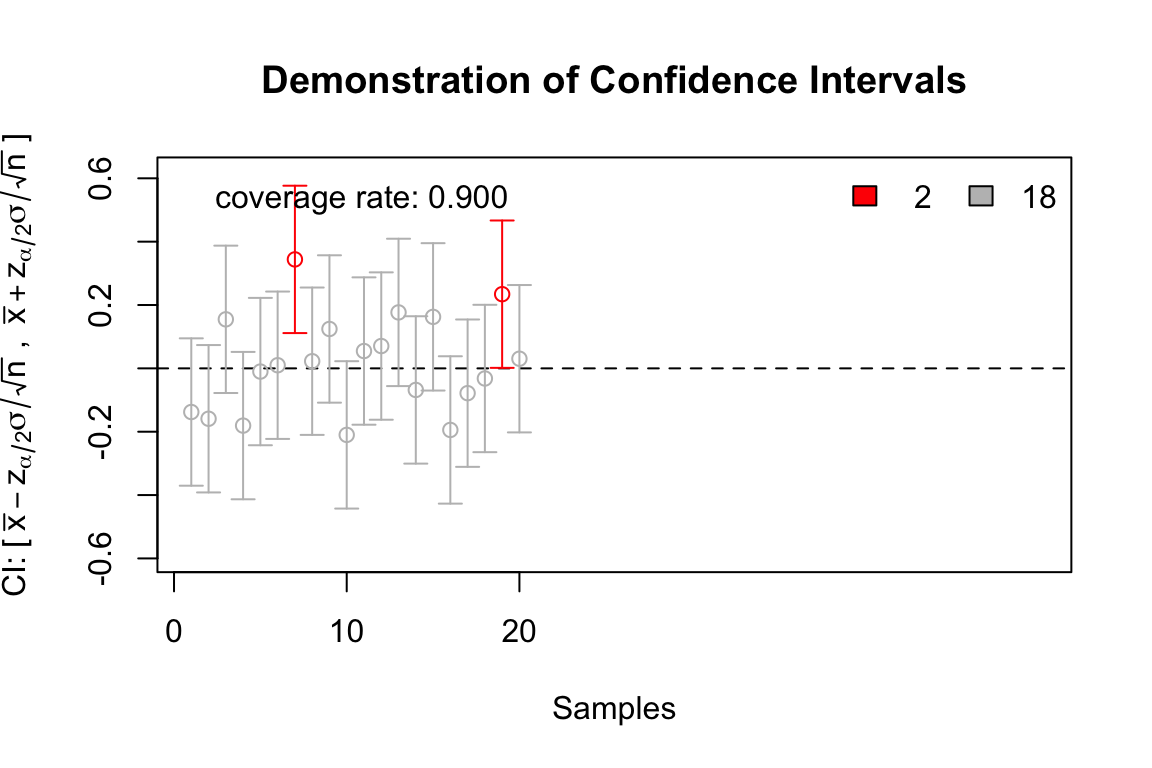 Demonstration of Confidence Intervals
CI: [ x̅ − zα/2σ/√n , x̅ + zα/2σ/√n ]
coverage rate: 0.900
2
18
0.6
0.2
-0.2
-0.6
0
10
20
Samples